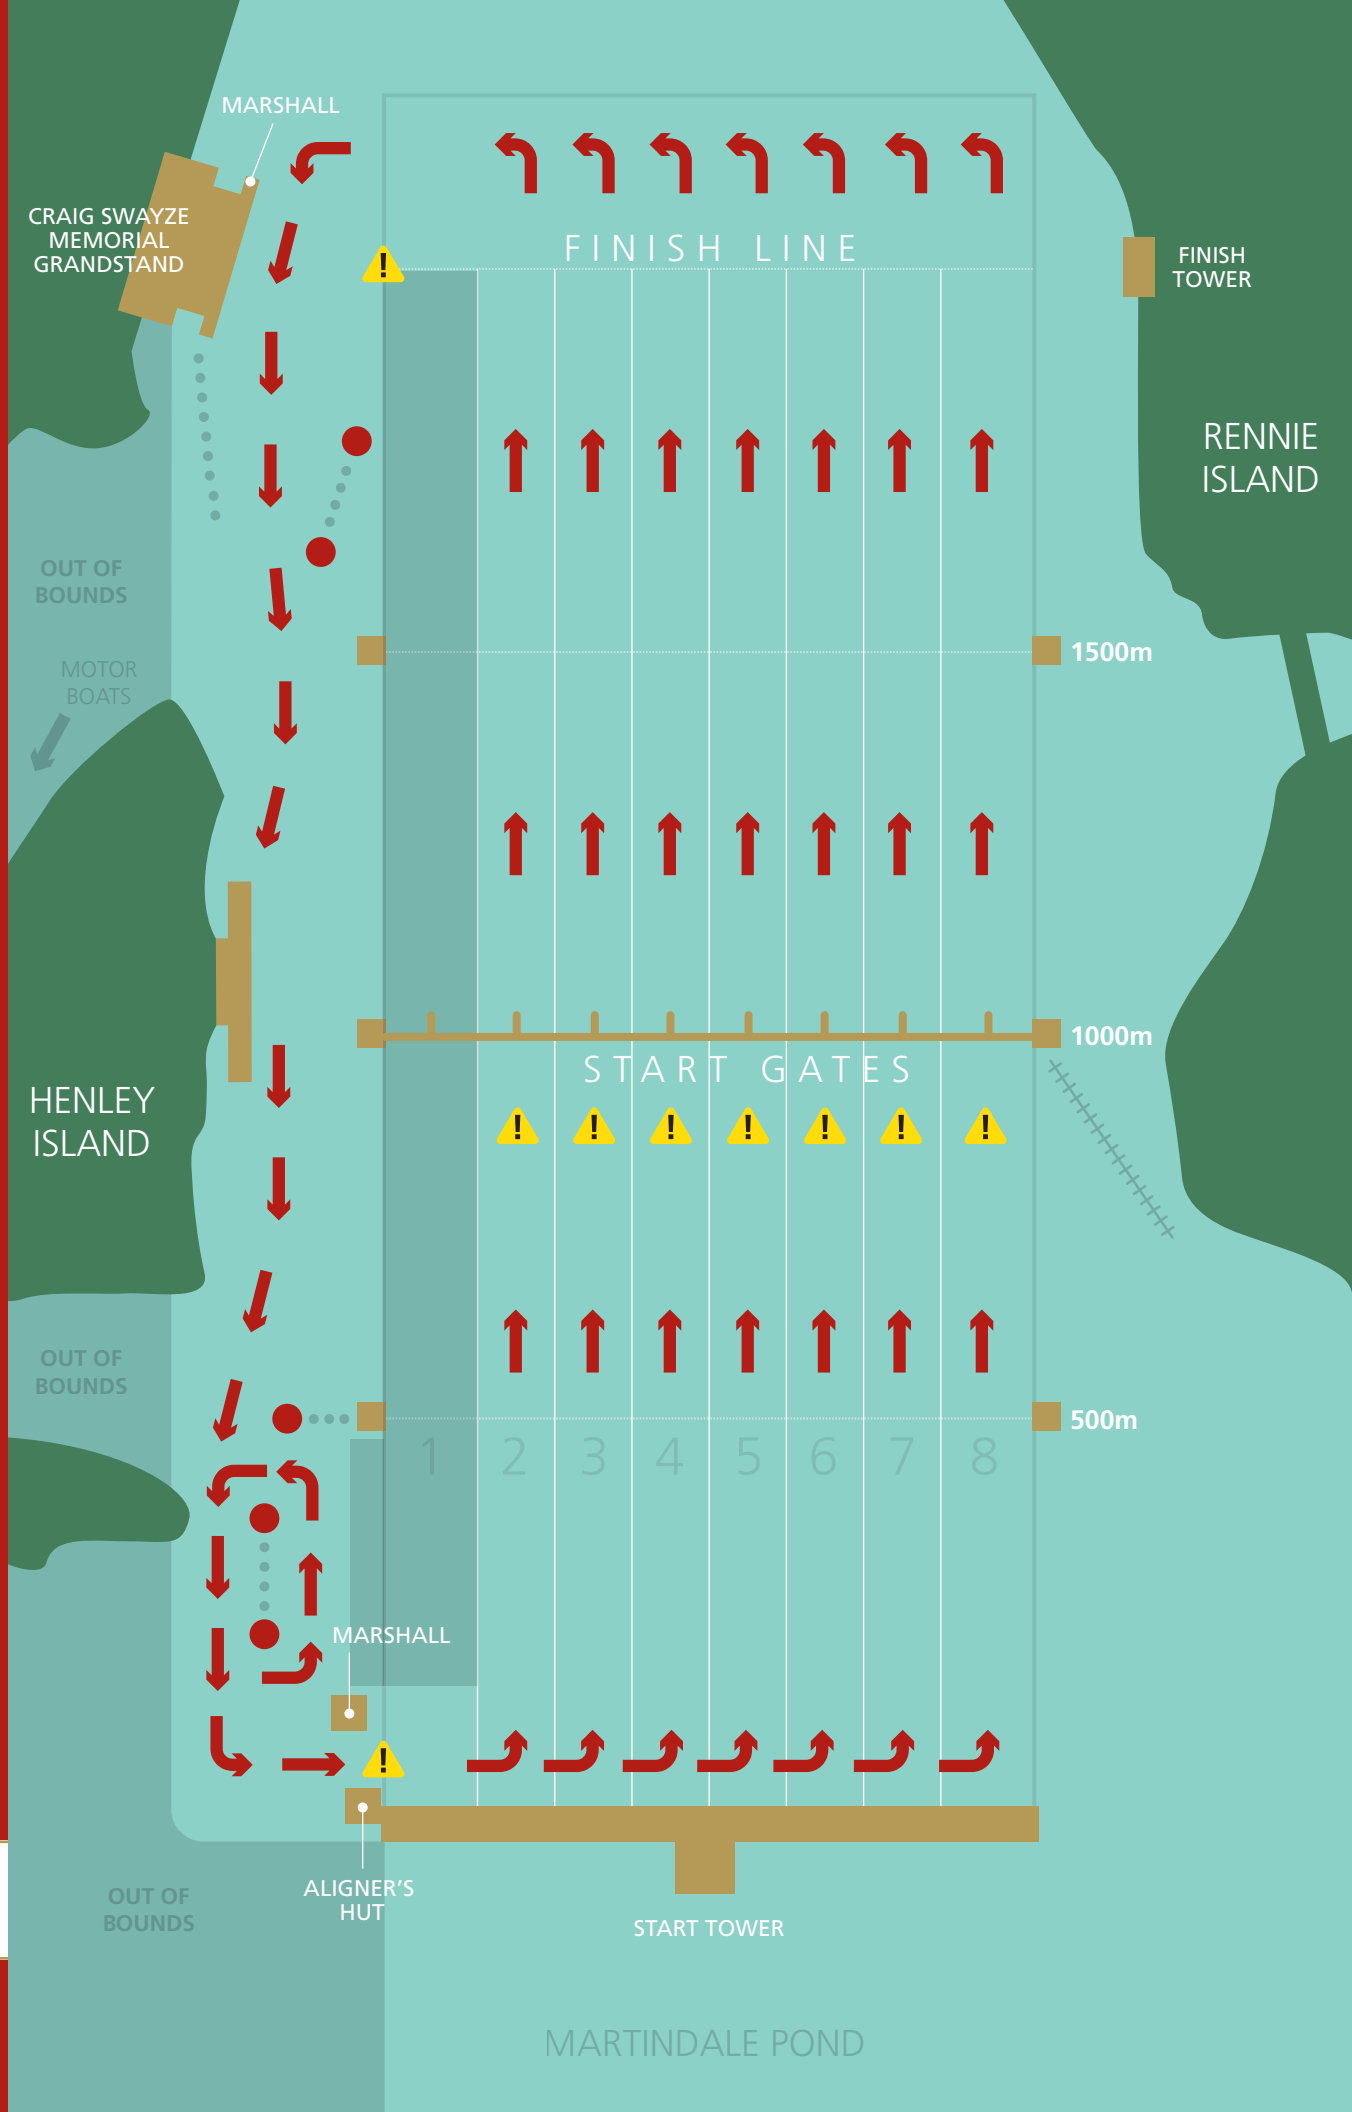 MARSHALL
CRAIG SWAYZE
MEMORIAL
GRANDSTAND
FINISH LINE
FINISH
TOWER
RENNIE
ISLAND
OUT OF
BOUNDS
1500m
MOTOR
BOATS
1000m
START GATES
HENLEY
ISLAND
! ! ! ! ! ! !
OUT OF
BOUNDS
500m
1 2 3 4 5 6 7 8
MARSHALL
ALIGNER'S
HUT
OUT OF
BOUNDS
START TOWER
MARTINDALE POND